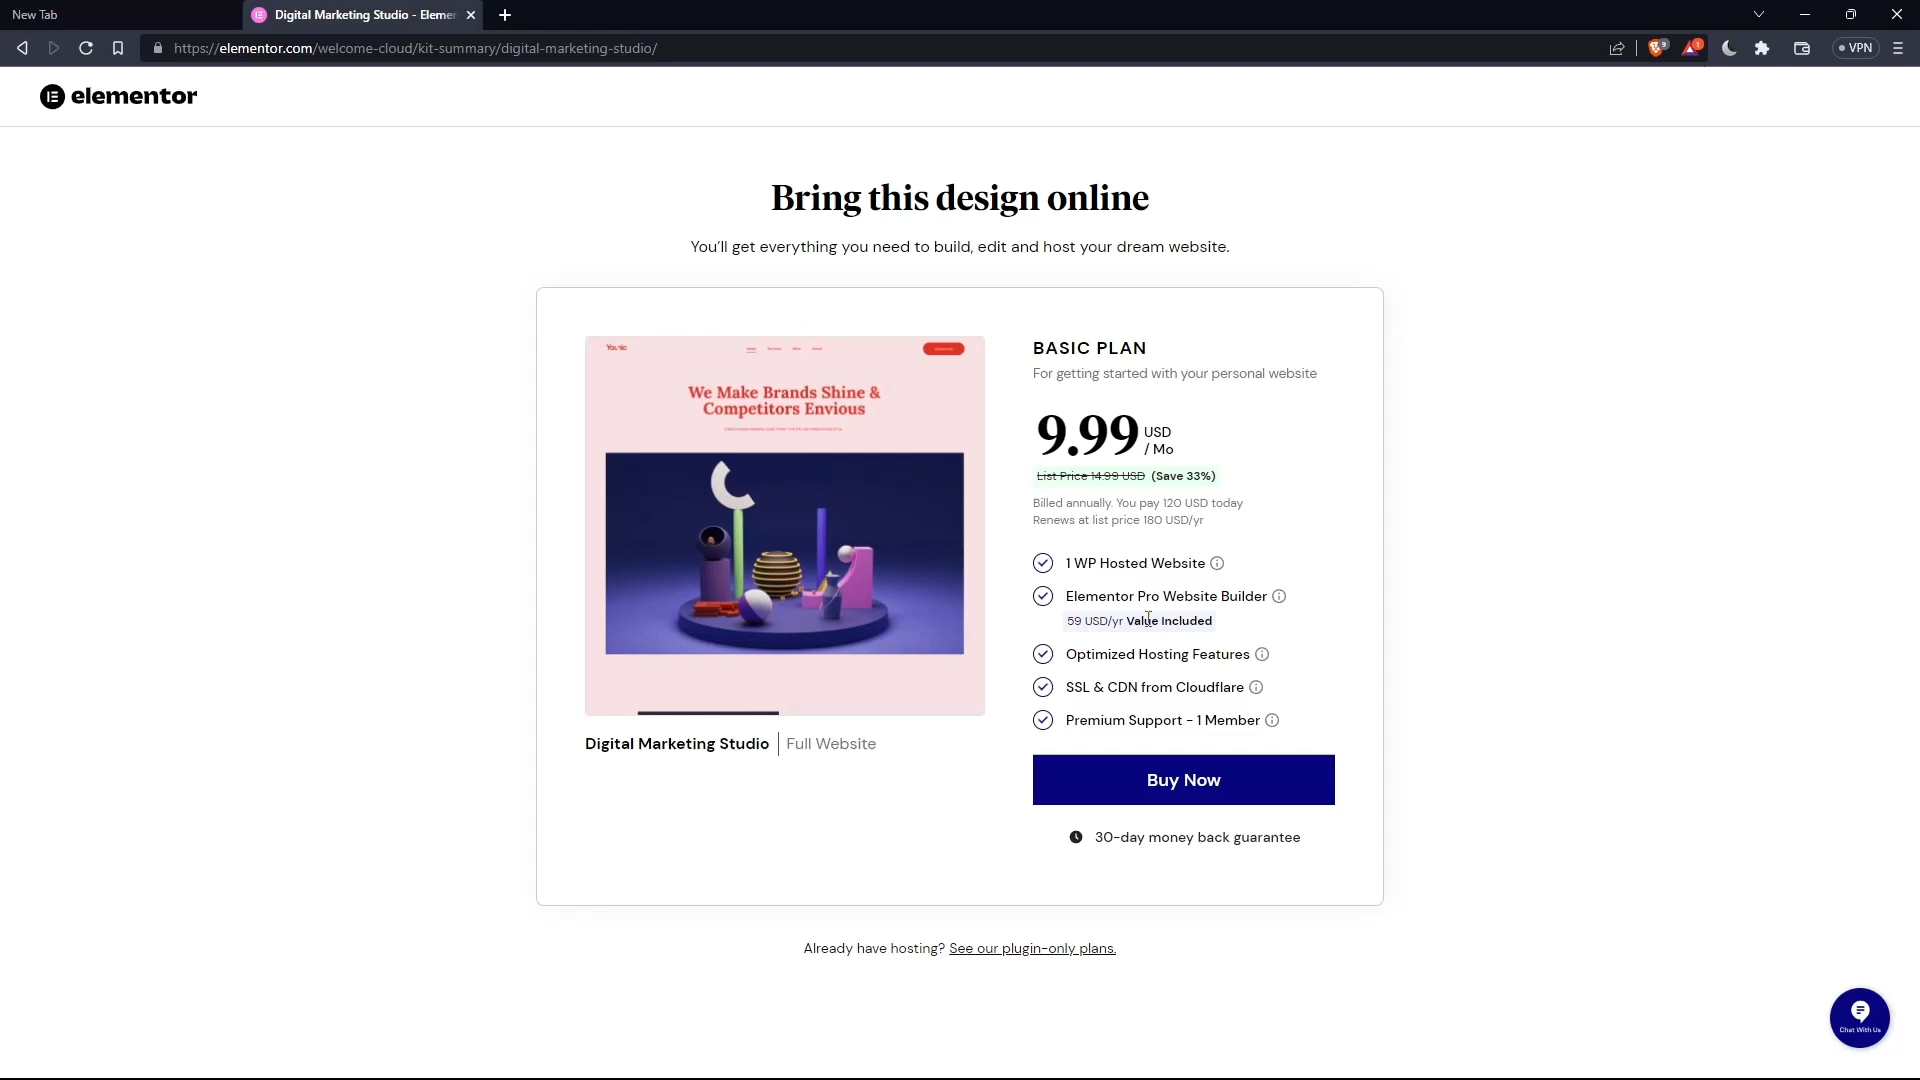 New Tab
Digital Marketing Studio - Elemen
https://elementor.com/welcome-cloud/kit-summary/digital-marketing-studio/
9
1
VPN
elementor
Bring this design online
You'll get everything you need to build, edit and host your dream website.
We Make Brands Shine &
Competitors Envious
Digital Marketing Studio | Full Website
BASIC PLAN
For getting started with your personal website
9.99 USD
/ Mo
List Price 14.99 USD (Save 33%)
Billed annually. You pay 120 USD today
Renews at list price 180 USD/yr
1 WP Hosted Website
Elementor Pro Website Builder
59 USD/yr Value Included
Optimized Hosting Features
SSL & CDN from Cloudflare
Premium Support - 1 Member
Buy Now
30-day money back guarantee
Already have hosting? See our plugin-only plans.
Chat With Us